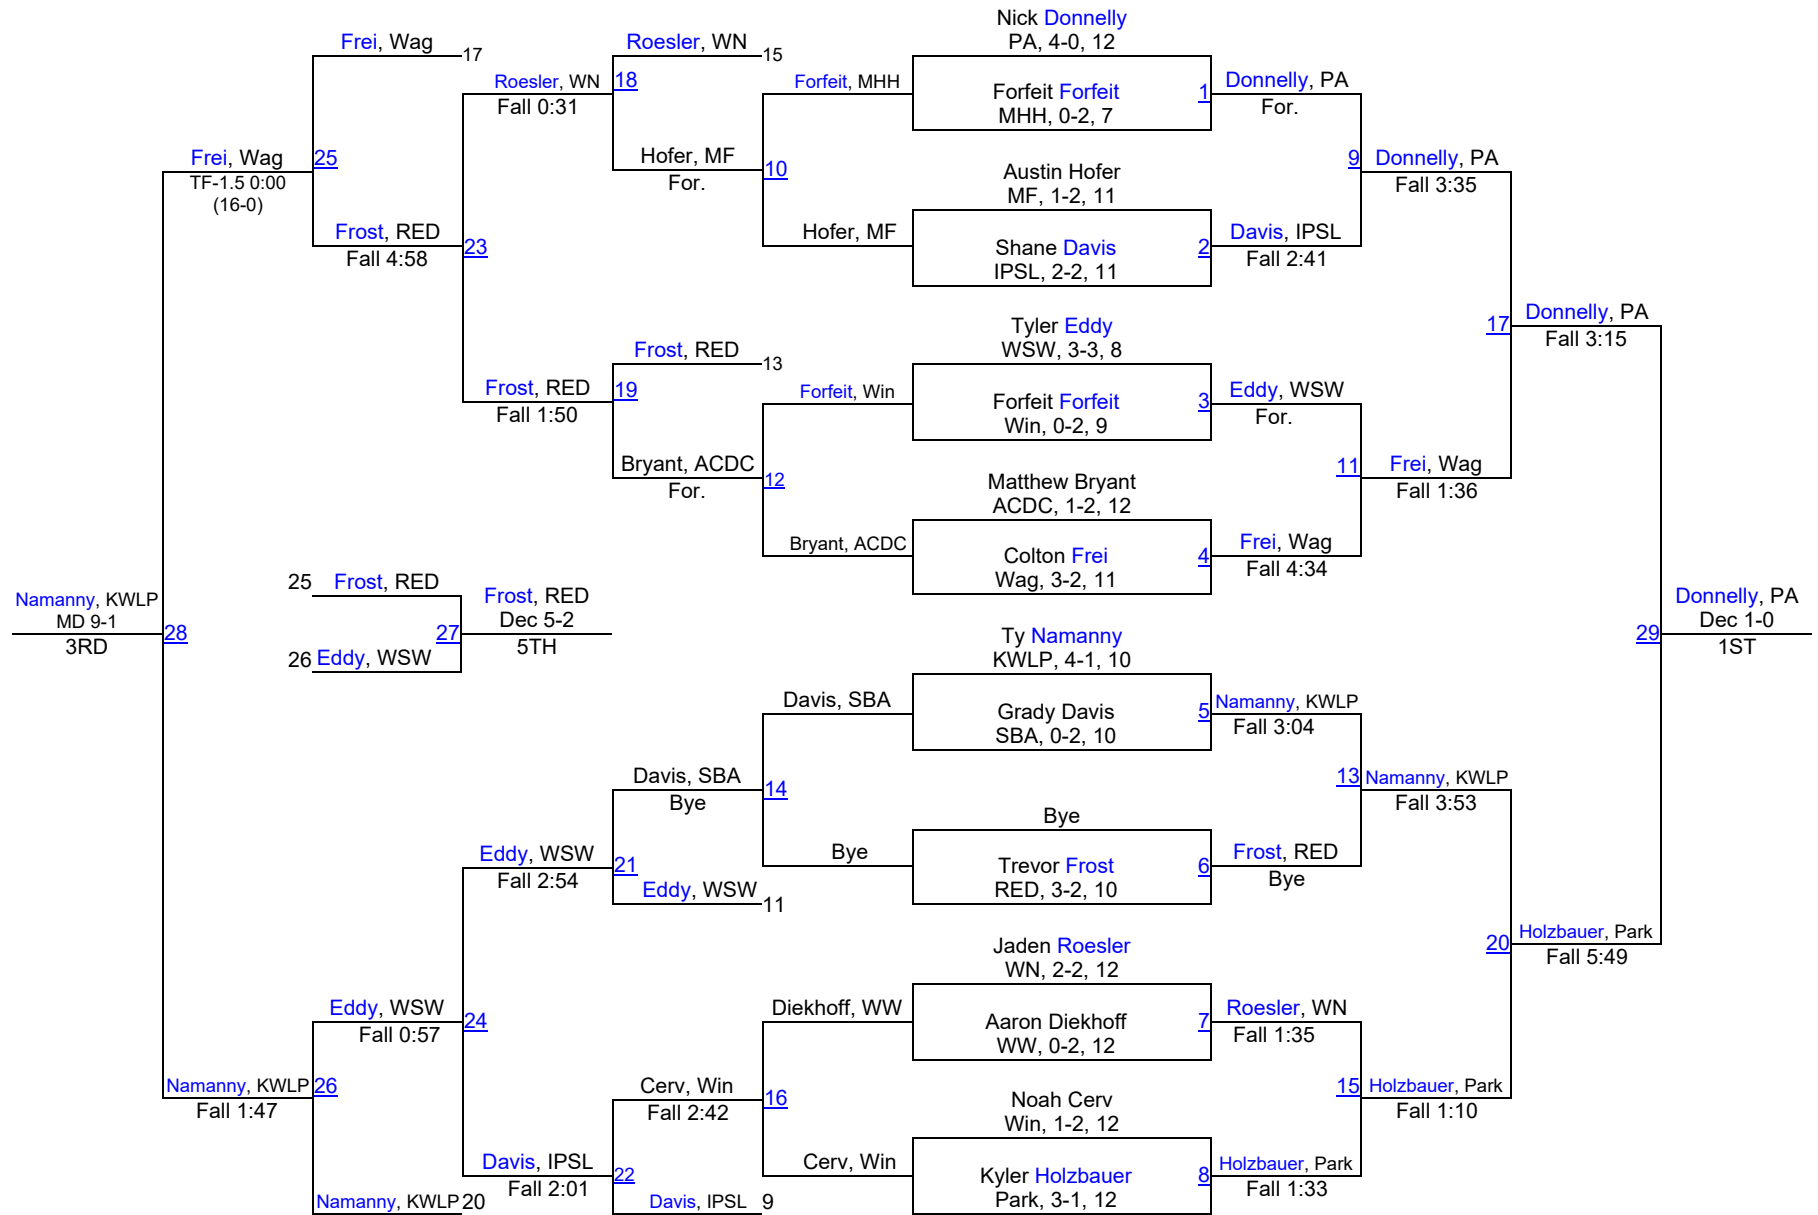 Frei, Wag
17
Roesler, WN
Fall 0:31
18
Roesler, WN
15
Hofer, MF
For.
10
Forfeit, MHH
Hofer, MF
Frei, Wag
TF-1.5 0:00
(16-0)
25
Frost, RED
Fall 4:58
23
Frost, RED
Fall 1:50
Frost, RED
13
19
Bryant, ACDC
For.
12
Forfeit, Win
Bryant, ACDC
Nick Donnelly
PA, 4-0, 12
Forfeit Forfeit
MHH, 0-2, 7
1
Austin Hofer
MF, 1-2, 11
Shane Davis
IPSL, 2-2, 11
2
Tyler Eddy
WSW, 3-3, 8
Forfeit Forfeit
Win, 0-2, 9
3
Matthew Bryant
ACDC, 1-2, 12
Colton Frei
Wag, 3-2, 11
4
Donnelly, PA
For.
9
Donnelly, PA
Fall 3:35
Davis, IPSL
Fall 2:41
17
Donnelly, PA
Fall 3:15
Eddy, WSW
For.
11
Frei, Wag
Fall 1:36
Frei, Wag
Fall 4:34
Namanny, KWLP
MD 9-1
3RD
28
25
Frost, RED
26
Eddy, WSW
27
Frost, RED
Dec 5-2
5TH
29
Donnelly, PA
Dec 1-0
1ST
Davis, SBA
Davis, SBA
Bye
14
Bye
Eddy, WSW
Fall 2:54
21
Eddy, WSW
11
Eddy, WSW
Fall 0:57
24
Namanny, KWLP
Fall 1:47
26
Namanny, KWLP
20
Davis, IPSL
Fall 2:01
22
Cerv, Win
Fall 2:42
16
Davis, IPSL
9
Diekhoff, WW
Cerv, Win
Ty Namanny
KWLP, 4-1, 10
Grady Davis
SBA, 0-2, 10
5
Bye
Trevor Frost
RED, 3-2, 10
6
Jaden Roesler
WN, 2-2, 12
Aaron Diekhoff
WW, 0-2, 12
7
Noah Cerv
Win, 1-2, 12
Kyler Holzbauer
Park, 3-1, 12
8
Namanny, KWLP
Fall 3:04
13
Namanny, KWLP
Fall 3:53
Frost, RED
Bye
20
Holzbauer, Park
Fall 5:49
Roesler, WN
Fall 1:35
15
Holzbauer, Park
Fall 1:10
Holzbauer, Park
Fall 1:33